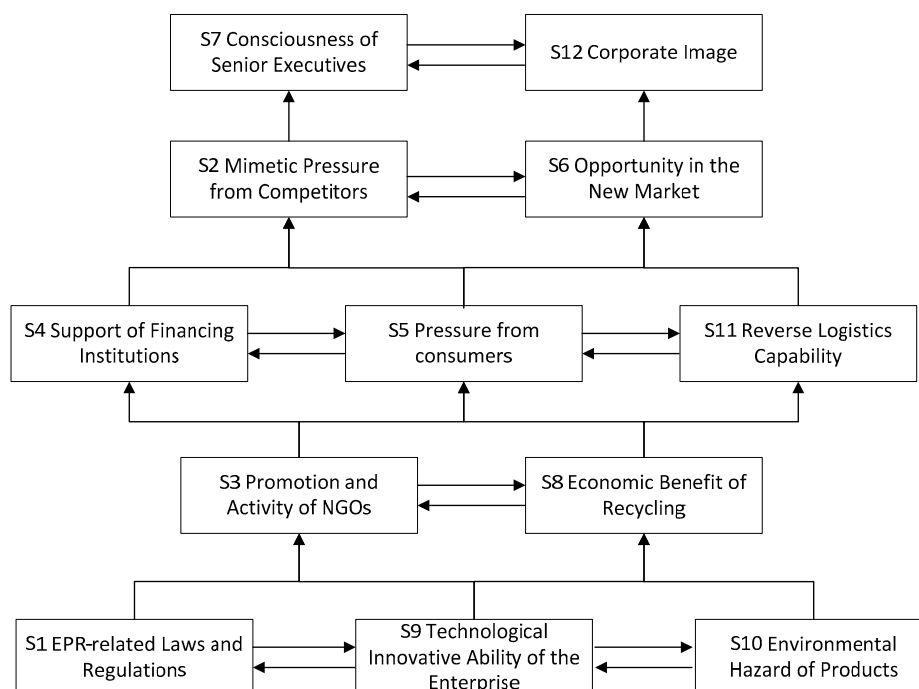 S7 Consciousness of
Senior Executives
S12 Corporate Image
S2 Mimetic Pressure
from Competitors
S6 Opportunity in the
New Market
S4 Support of Financing
Institutions
S5 Pressure from
consumers
S11 Reverse Logistics
Capability
S3 Promotion and
Activity of NGOs
S8 Economic Benefit of
Recycling
S1 EPR-related Laws and
Regulations
S9 Technological
Innovative Ability of the
Enterprise
S10 Environmental
Hazard of Products